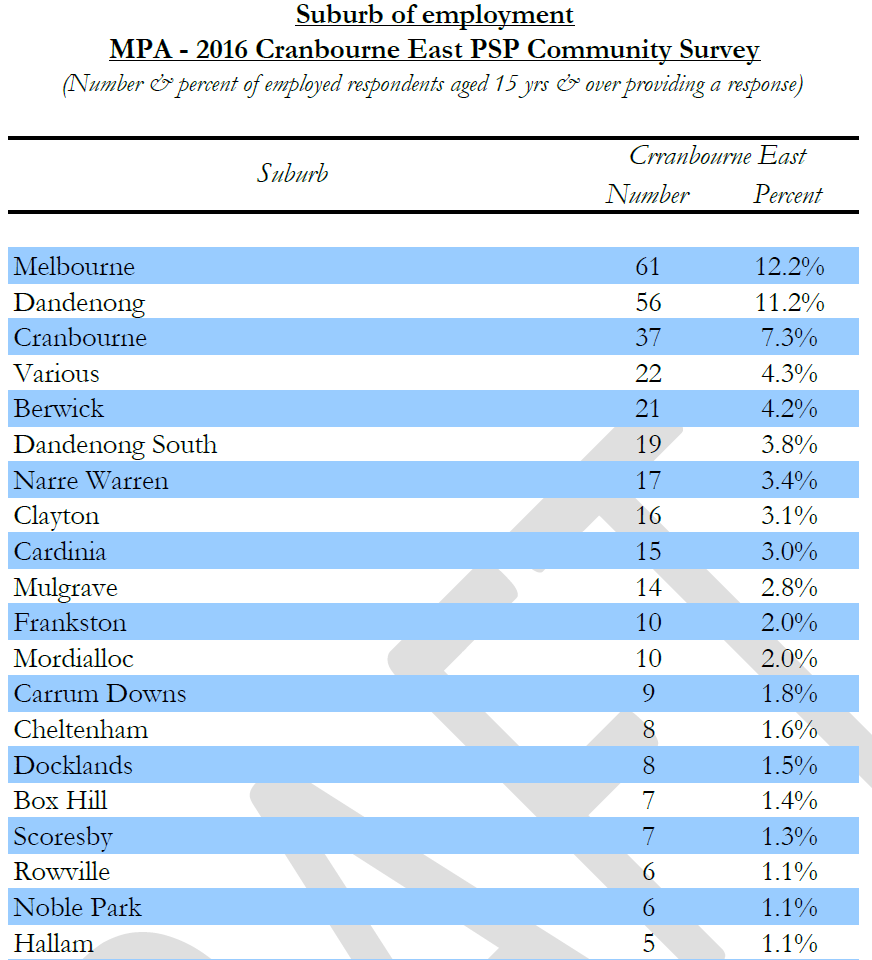 Suburb of employment
MPA - 2016 Cranbourne East PSP Community Survey
(Number & percent of employed respondents aged 15 yrs & over providing a response)
Suburb Crranbourne East
Number Percent
Melbourne 61 12.2%
Dandenong 56 11.2%
Cranbourne 37 7.3%
Various 22 4.3%
Berwick 21 4.2%
Dandenong South 19 3.8%
Narre Warren 17 3.4%
Clayton 16 3.1%
Cardinia 15 3.0%
Mulgrave 14 2.8%
Frankston 10 2.0%
Mordialloc 10 2.0%
Carrum Downs 9 1.8%
Cheltenham 8 1.6%
Docklands 8 1.5%
Box Hill 7 1.4%
Scoresby 7 1.3%
Rowville 6 1.1%
Noble Park 6 1.1%
Hallam 5 1.1%